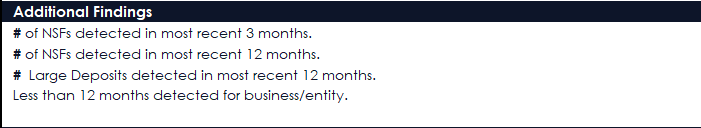 Additional Findings
# of NSFs detected in most recent 3 months.
# of NSFs detected in most recent 12 months.
# Large Deposits detected in most recent 12 months.
Less than 12 months detected for business/entity.